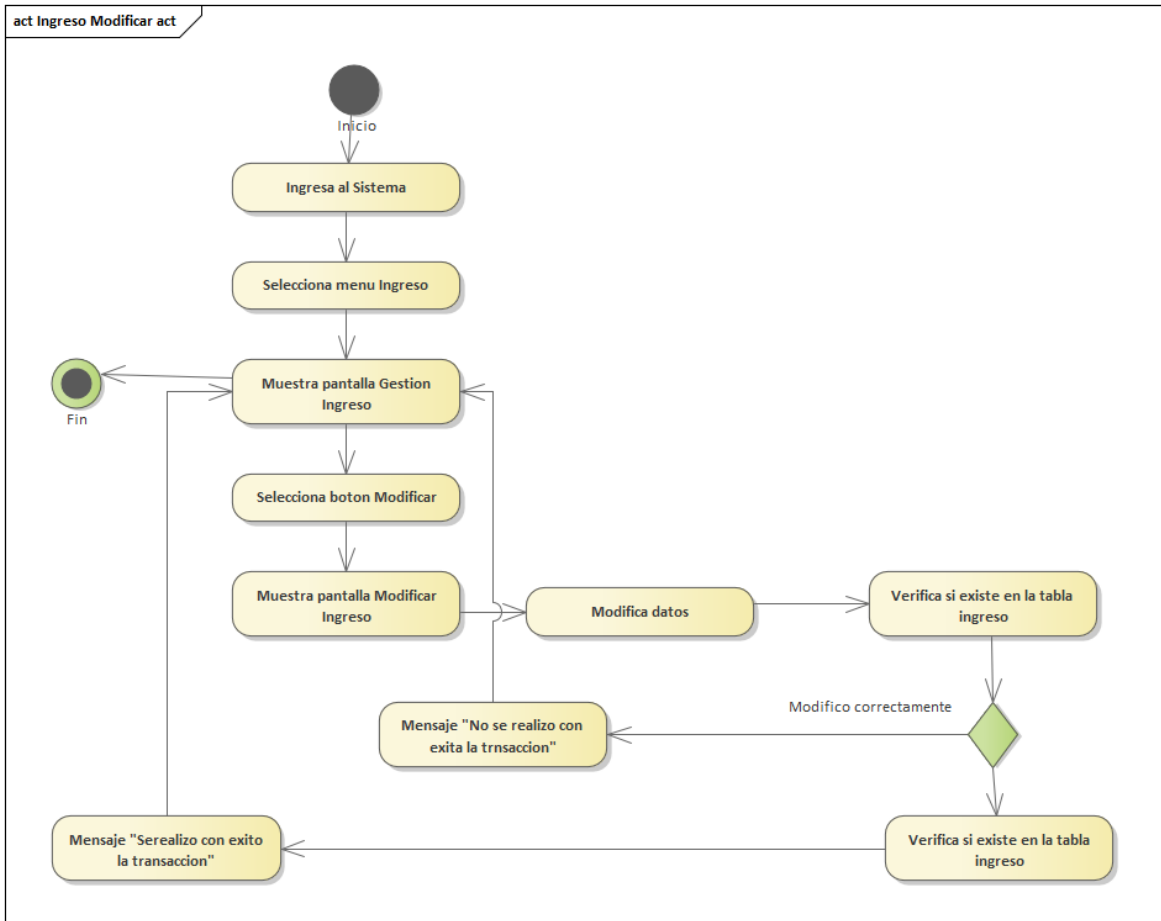 act Ingreso Modificar act
Inicio
Ingresa al Sistema
Selecciona menu Ingreso
Muestra pantalla Gestion
Ingreso
Fin
Selecciona boton Modificar
Muestra pantalla Modificar
Ingreso
Modifica datos
Verifica si existe en la tabla
ingreso
Modifico correctamente
Mensaje "No se realizo con
exita la trnsaccion"
Mensaje "Serealizo con exito
la transaccion"
Verifica si existe en la tabla
ingreso